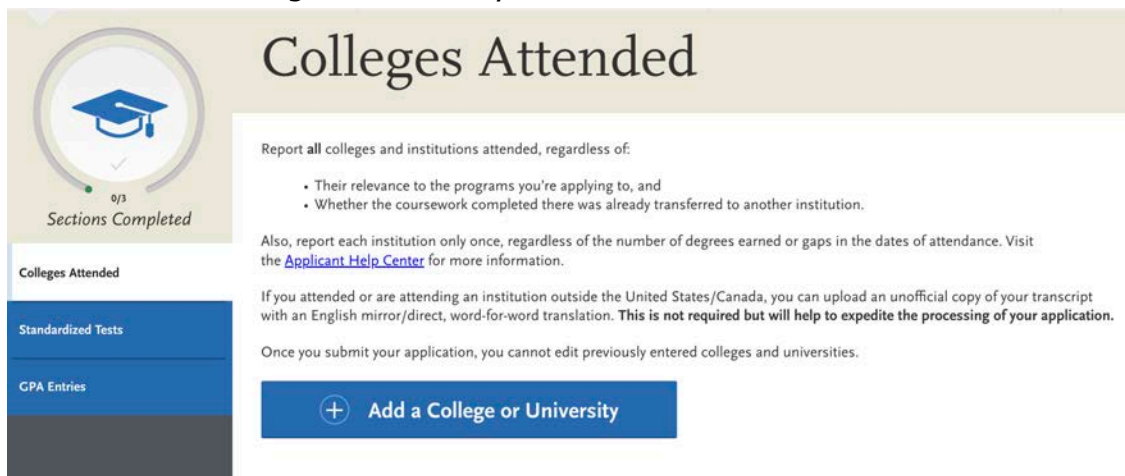 Colleges Attended
0/3
Sections Completed
Colleges Attended
Standardized Tests
GPA Entries
Report all colleges and institutions attended, regardless of:
• Their relevance to the programs you're applying to, and
• Whether the coursework completed there was already transferred to another institution.
Also, report each institution only once, regardless of the number of degrees earned or gaps in the dates of attendance. Visit
the Applicant Help Center for more information.
If you attended or are attending an institution outside the United States/Canada, you can upload an unofficial copy of your transcript
with an English mirror/direct, word-for-word translation. This is not required but will help to expedite the processing of your application.
Once you submit your application, you cannot edit previously entered colleges and universities.
Add a College or University